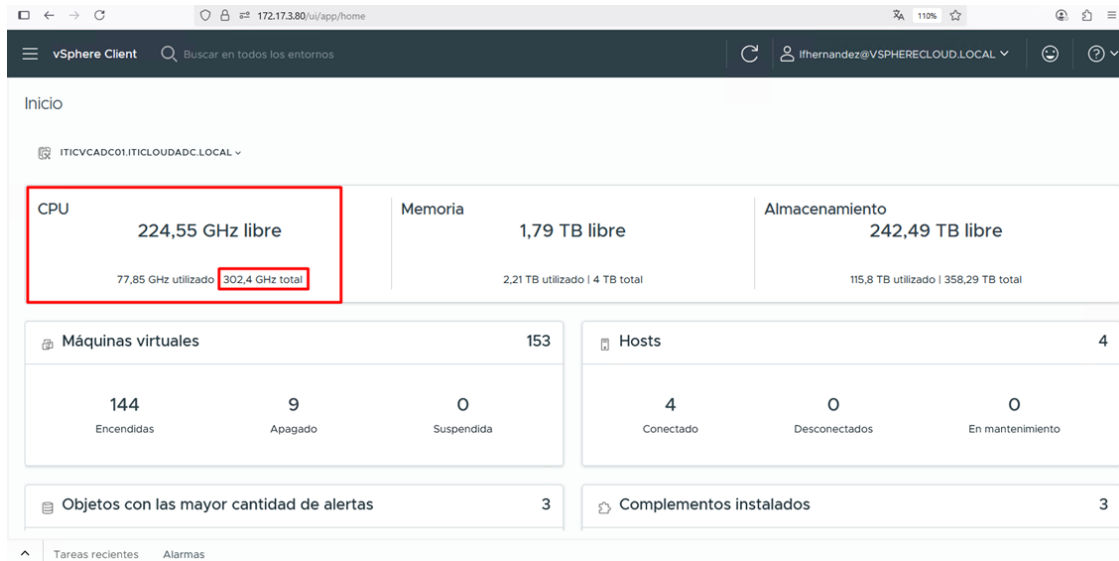 172.17.3.80/ui/app/home 110%
vSphere Client Buscar en todos los entornos lfhernandez@VSPHERECLOUD.LOCAL
Inicio
ITICVCADC01.ITICLOUDADC.LOCAL
CPU
224,55 GHz libre
77,85 GHz utilizado 302,4 GHz total
Memoria
1,79 TB libre
2,21 TB utilizado | 4 TB total
Almacenamiento
242,49 TB libre
115,8 TB utilizado | 358,29 TB total
Máquinas virtuales 153
144 9 0
Encendidas Apagado Suspendida
Hosts 4
4 0 0
Conectado Desconectados En mantenimiento
Objetos con las mayor cantidad de alertas 3
Complementos instalados 3
Tareas recientes Alarmas